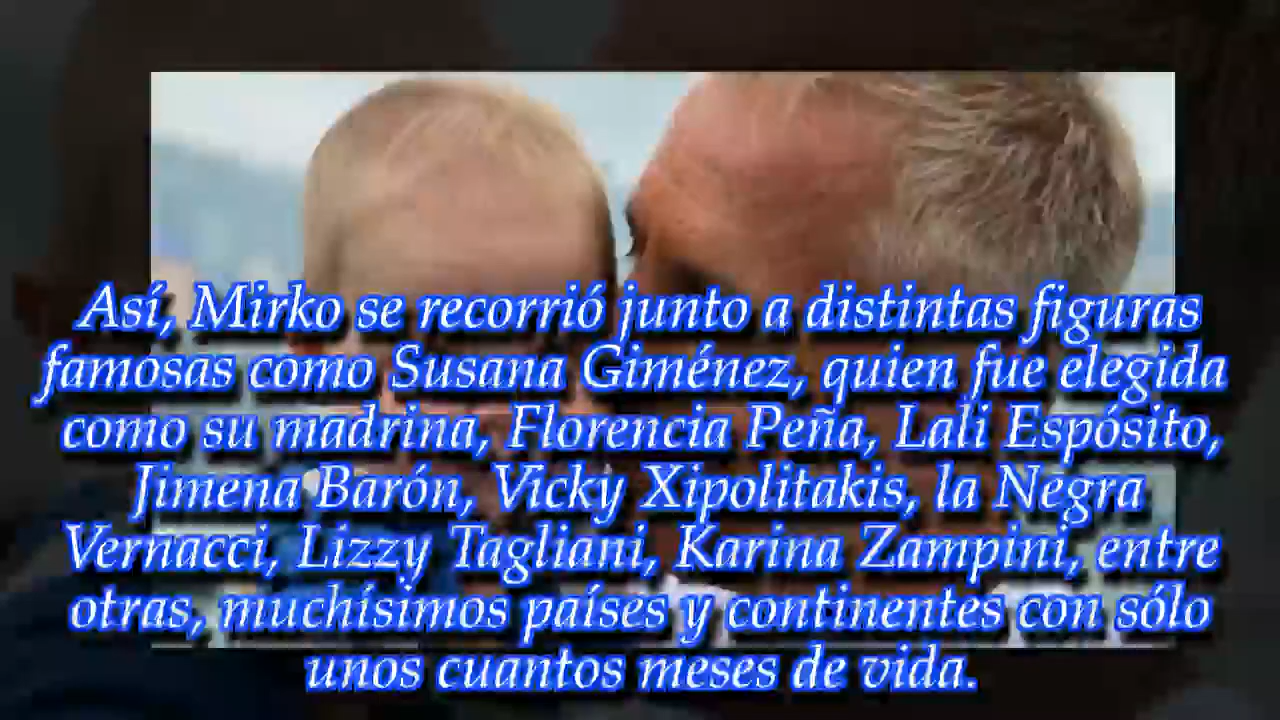 Así, Mirko se recorrió junto a distintas figuras
famosas como Susana Giménez, quien fue elegida
como su madrina, Florencia Peña, Lali Espósito,
Jimena Barón, Vicky Xipolitakis, la Negra
Vernacci, Lizzy Tagliani, Karina Zampini, entre
otras, muchísimos países y continentes con sólo
unos cuantos meses de vida.